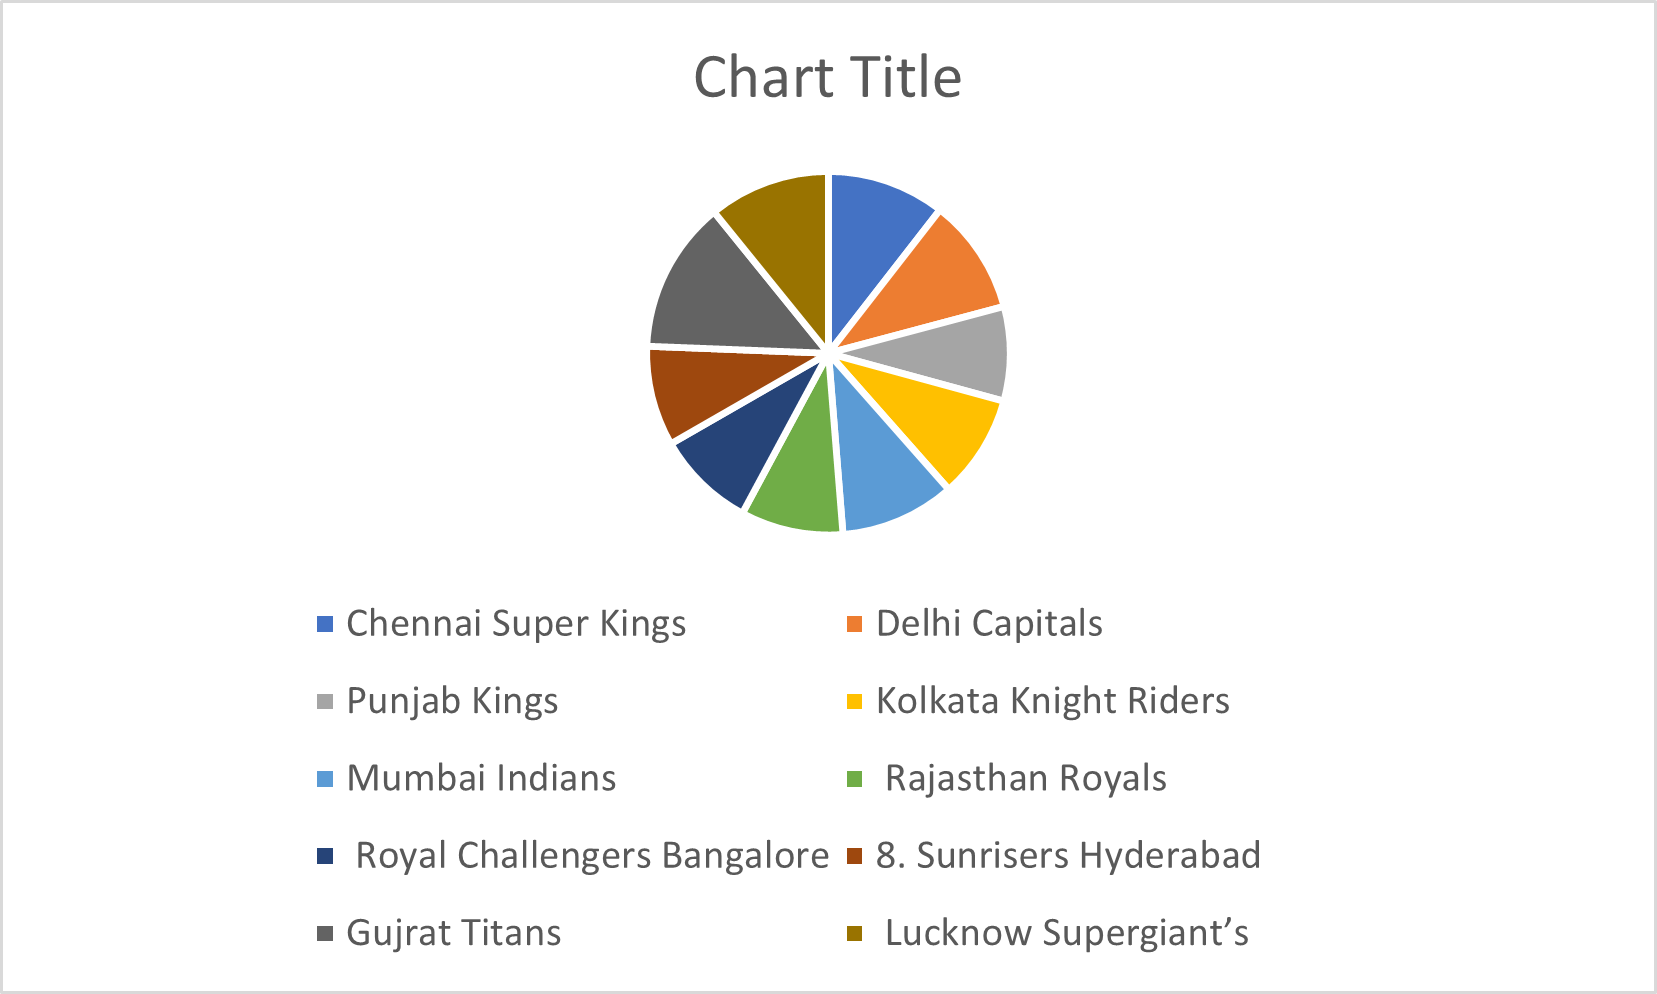 Chart Title
Chennai Super Kings
Delhi Capitals
Punjab Kings
Kolkata Knight Riders
Mumbai Indians
Rajasthan Royals
Royal Challengers Bangalore
8. Sunrisers Hyderabad
Gujrat Titans
Lucknow Supergiant’s